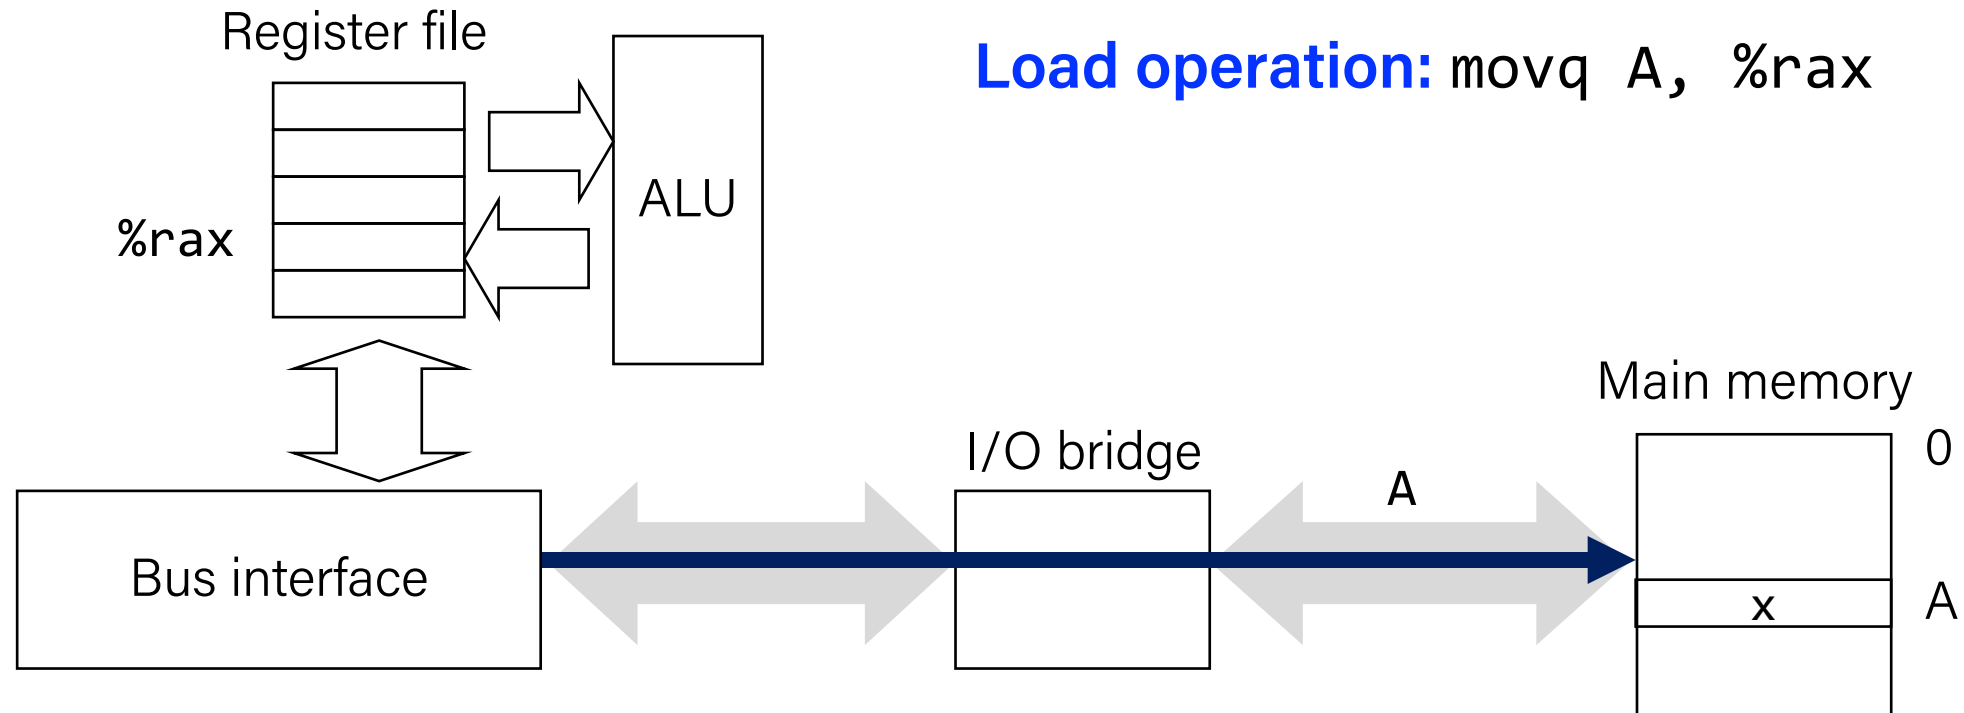 Register file
Load operation: movq A, %rax
ALU
%rax
Main memory
I/O bridge
0
A
Bus interface
x
A